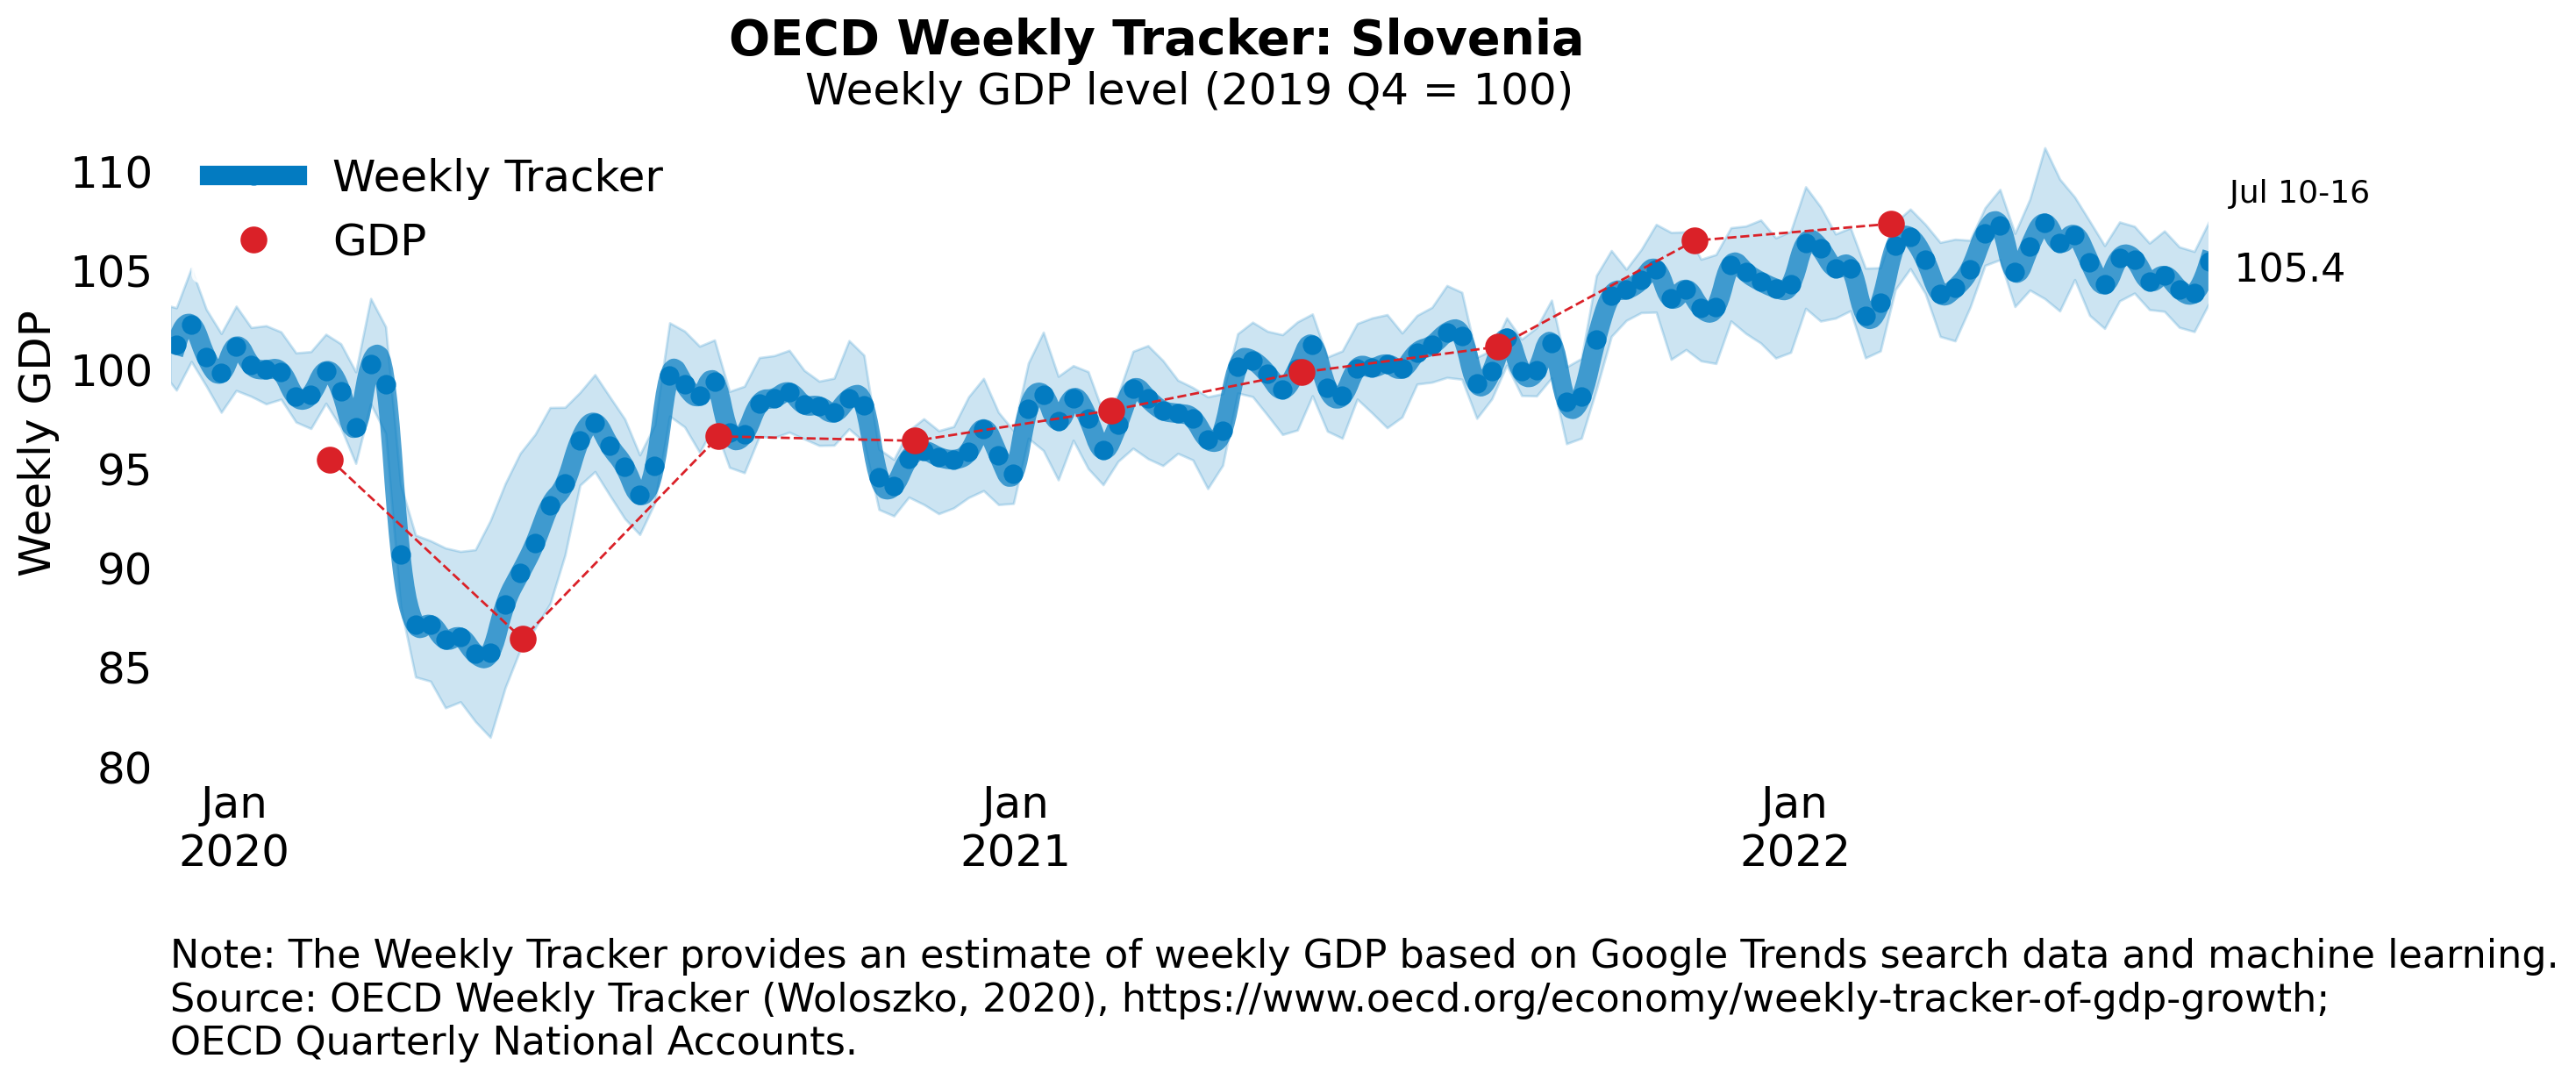 OECD Weekly Tracker: Slovenia
Weekly GDP level (2019 Q4 = 100)
Weekly Tracker
GDP
Weekly GDP
110
105
100
95
90
85
80
Jul 10-16
105.4
Jan
2020
Jan
2021
Jan
2022
Note: The Weekly Tracker provides an estimate of weekly GDP based on Google Trends search data and machine learning.
Source: OECD Weekly Tracker (Woloszko, 2020), https://www.oecd.org/economy/weekly-tracker-of-gdp-growth;
OECD Quarterly National Accounts.